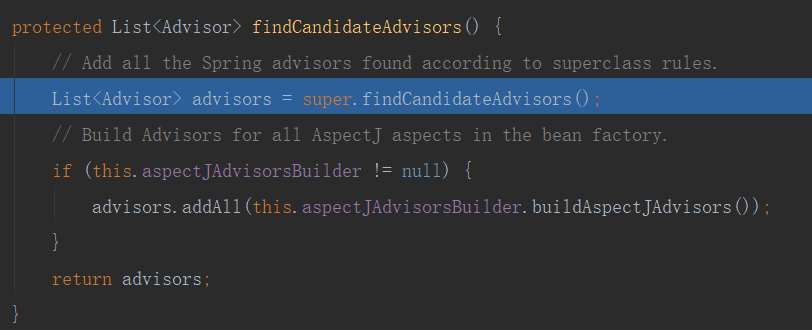 protected List<Advisor> findCandidateAdvisors() {
// Add all the Spring advisors found according to superclass rules.
List<Advisor> advisors = super.findCandidateAdvisors();
// Build Advisors for all AspectJ aspects in the bean factory.
if (this.aspectJAdvisorsBuilder != null) {
advisors.addAll(this.aspectJAdvisorsBuilder.buildAspectJAdvisors());
}
return advisors;
}